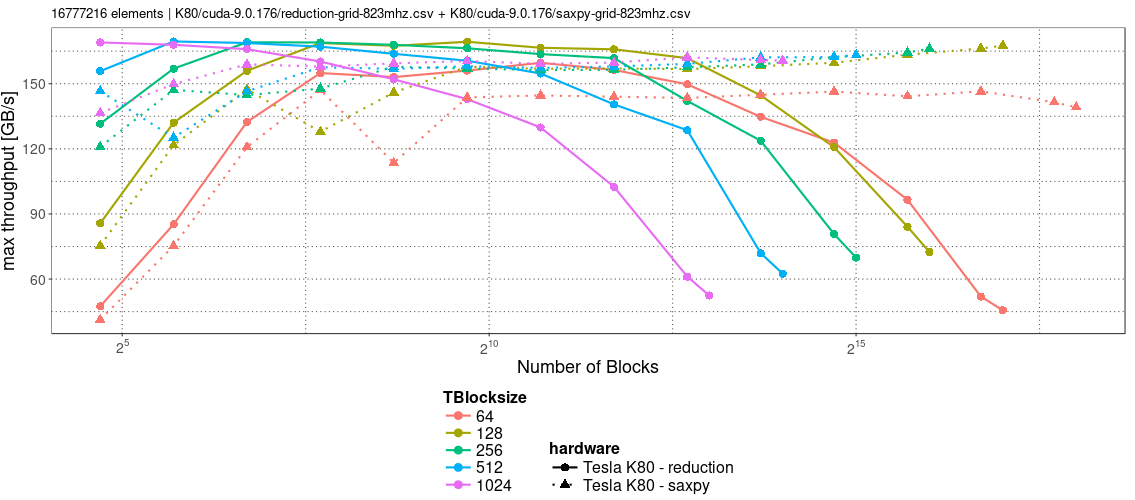 16777216 elements | K80/cuda-9.0.176/reduction-grid-823mhz.csv + K80/cuda-9.0.176/saxpy-grid-823mhz.csv
max throughput [GB/s]
150
120
90
60
2^5
2^10
2^15
Number of Blocks
TBlocksize
64
128
256
512
1024
hardware
Tesla K80 - reduction
Tesla K80 - saxpy